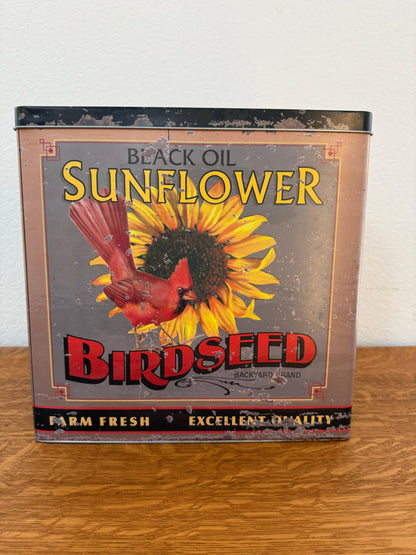 BLACK OIL
SUNFLOWER
BIRDSEED
BACKYARD BRAND
FARM FRESH EXCELLENT QUALITY